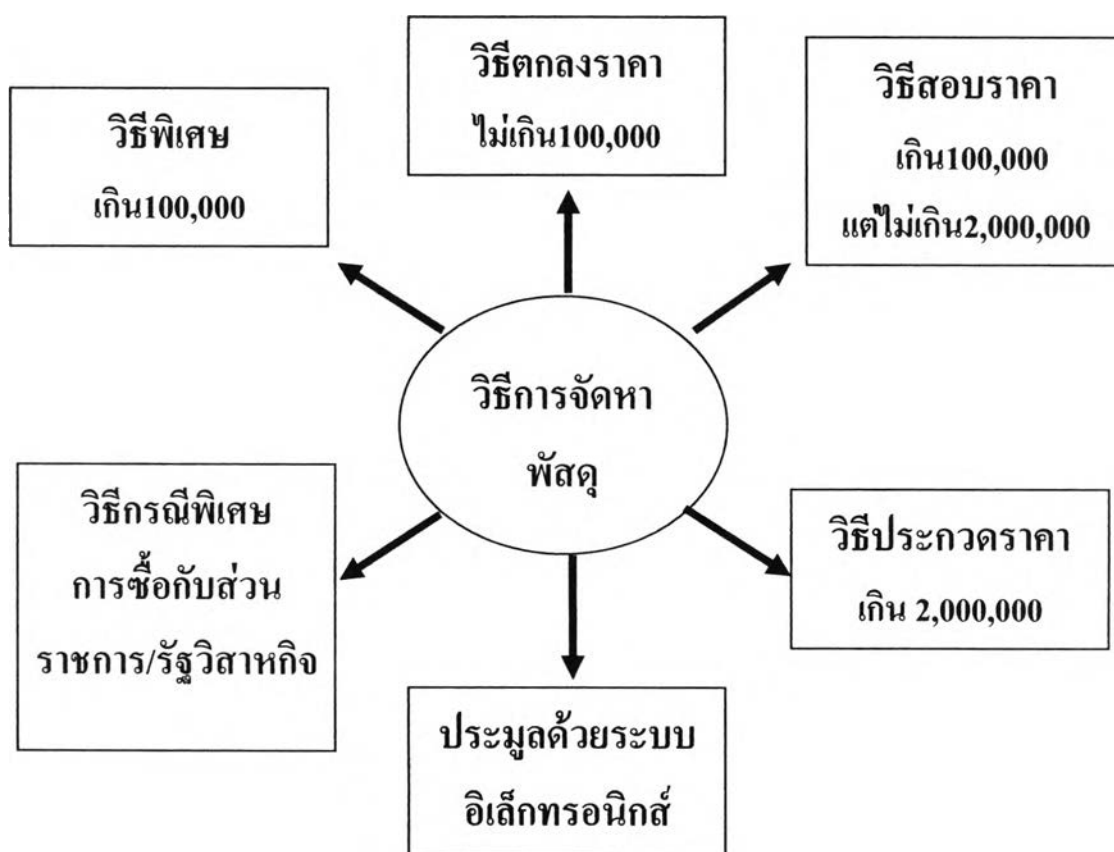 วิธีตกลงราคา
ไม่เกิน100,000
วิธีพิเศษ
เกิน100,000
วิธีสอบราคา
เกิน100,000
แต่ไม่เกิน2,000,000
วิธีการจัดหา
พัสดุ
วิธีกรณีพิเศษ
การซื้อกับส่วน
ราชการ/รัฐวิสาหกิจ
วิธีประกวดราคา
เกิน 2,000,000
ประมูลด้วยระบบ
อิเล็กทรอนิกส์